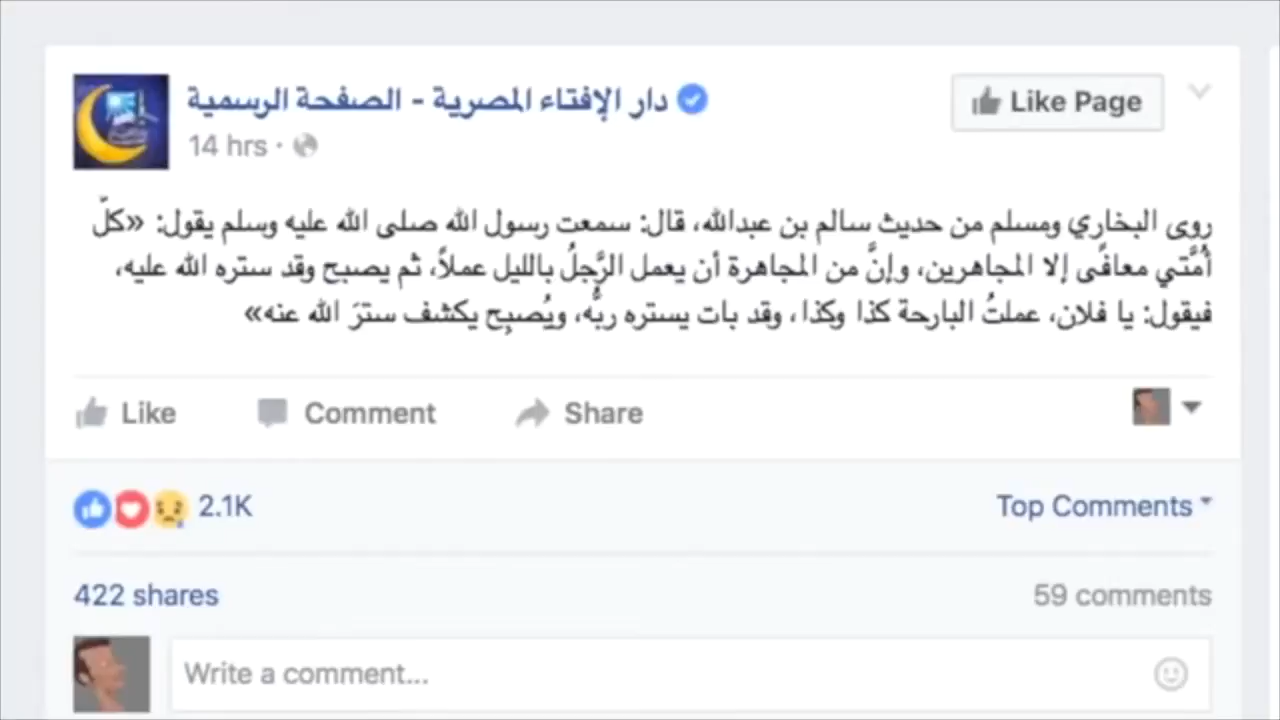 دار الإفتاء المصرية - الصفحة الرسمية
Like Page
14 hrs ·
روى البخاري ومسلم من حديث سالم بن عبدالله، قال: سمعت رسول الله صلى الله عليه وسلم يقول: «كلّ
أُمَّتي معافًى إلا المجاهرين، وإنَّ من المجاهرة أن يعمل الرَّجلُ بالليل عملاً، ثم يصبح وقد ستره الله عليه،
فيقول: يا فلان، عملتُ البارحة كذا وكذا، وقد بات يستره ربُّه، ويُصبِح يكشف سترَ الله عنه»
Like Comment Share
2.1K Top Comments
422 shares 59 comments
Write a comment...